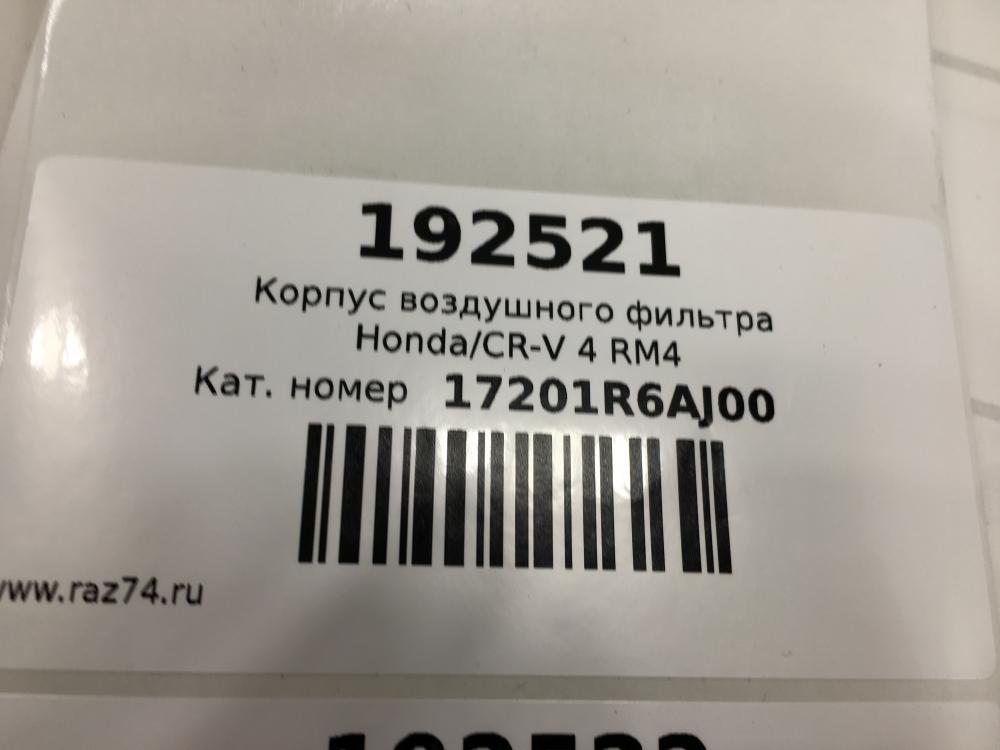 192521
Корпус воздушного фильтра
Honda/CR-V 4 RM4
Кат. номер 17201R6AJ00
www.raz74.ru